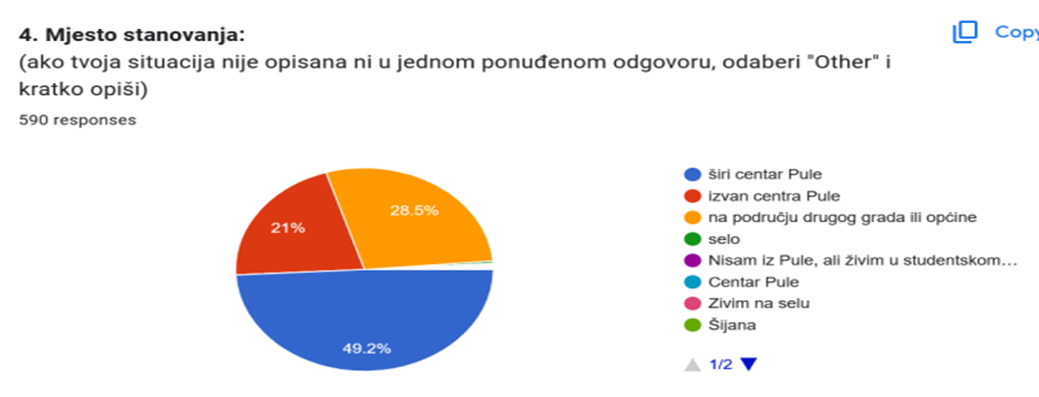 4. Mjesto stanovanja:
(ako tvoja situacija nije opisana ni u jednom ponuđenom odgovoru, odaberi "Other" i
kratko opiši)
590 responses
Copy
širi centar Pule
izvan centra Pule
na području drugog grada ili općine
selo
Nisam iz Pule, ali živim u studentskom…
Centar Pule
Zivim na selu
Šijana
1/2
28.5%
21%
49.2%